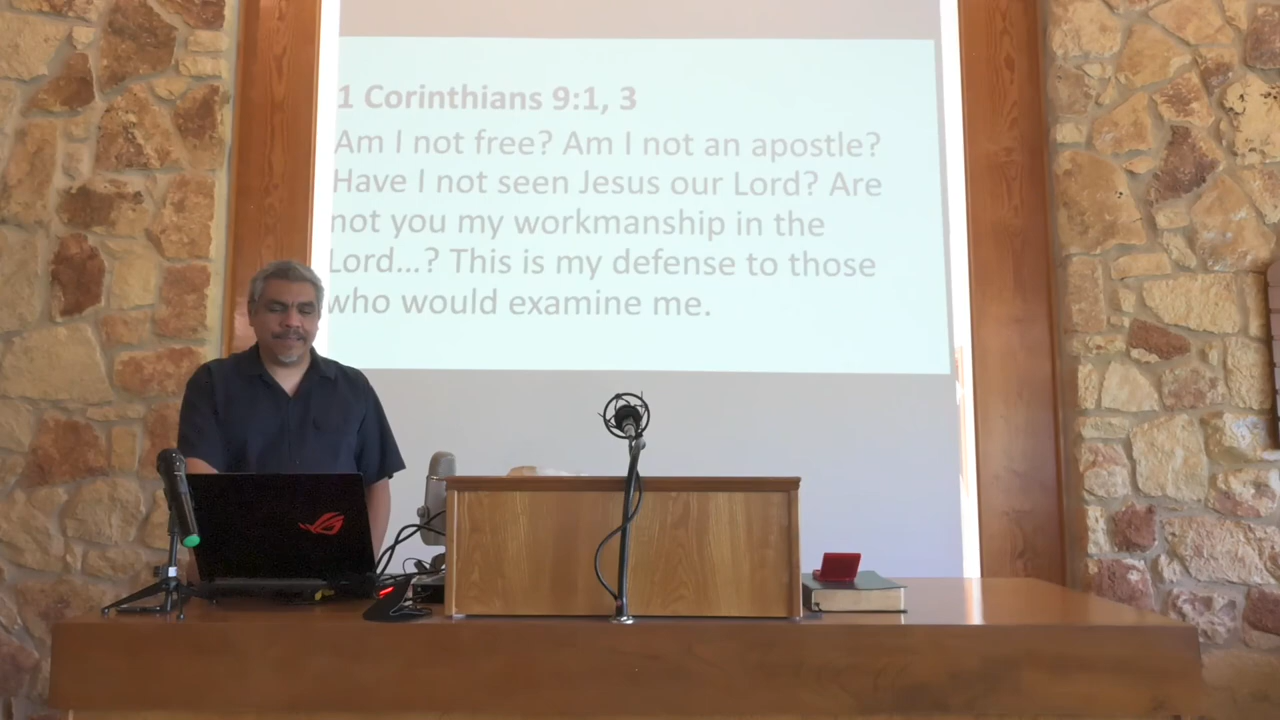 1 Corinthians 9:1, 3
Am I not free? Am I not an apostle?
Have I not seen Jesus our Lord? Are
not you my workmanship in the
Lord…? This is my defense to those
who would examine me.